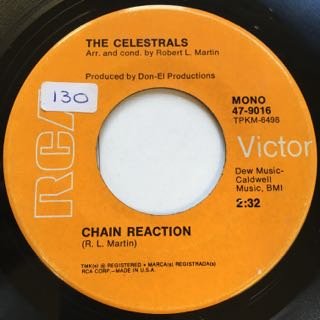 THE CELESTRALS
Arr. and cond. by Robert L. Martin
Produced by Don-El Productions
130
MONO
47-9016
TPKM-6498
RCA
Victor
Dew Music-
Caldwell
Music, BMI
2:32
CHAIN REACTION
(R. L. Martin)
TMK(s) ® REGISTERED • MARCA(s) REGISTRADA(s)
RCA CORP.—MADE IN U.S.A.